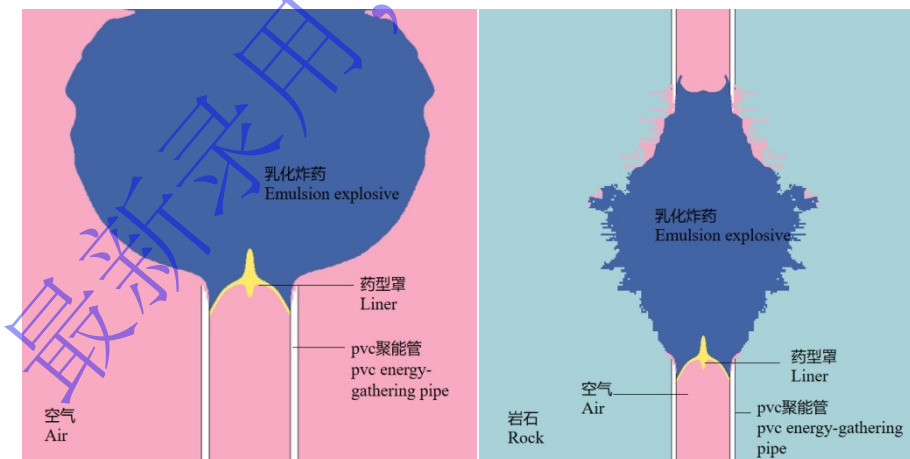 乳化炸药
Emulsion explosive
药型罩
Liner
pvc聚能管
pvc energy-
gathering pipe
空气
Air
乳化炸药
Emulsion explosive
药型罩
Liner
空气
Air
pvc聚能管
pvc energy-gathering
pipe
岩石
Rock
最新录用,